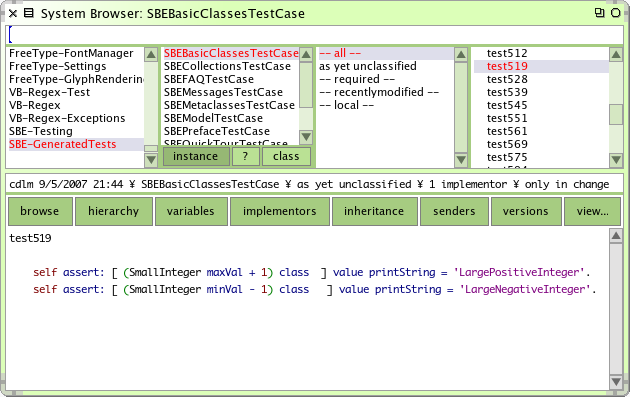 System Browser: SBEBasicClassesTestCase
FreeType-FontManager
FreeType-Settings
FreeType-GlyphRendering
VB-Regex-Test
VB-Regex
VB-Regex-Exceptions
SBE-Testing
SBE-GeneratedTests
SBEBasicClassesTestCase
SBECollectionsTestCase
SBEFAQTestCase
SBEMessagesTestCase
SBEMetaclassesTestCase
SBEModelTestCase
SBEPrefaceTestCase
SBEQuickTourTestCase
instance ? class
-- all --
as yet unclassified
-- required --
-- recentlymodified --
-- local --
test512
test519
test528
test539
test545
test551
test561
test569
test575
cdlm 9/5/2007 21:44 ¥ SBEBasicClassesTestCase ¥ as yet unclassified ¥ 1 implementor ¥ only in change
browse hierarchy variables implementors inheritance senders versions view...
test519
self assert: [ (SmallInteger maxVal + 1) class ] value printString = 'LargePositiveInteger'.
self assert: [ (SmallInteger minVal - 1) class ] value printString = 'LargeNegativeInteger'.